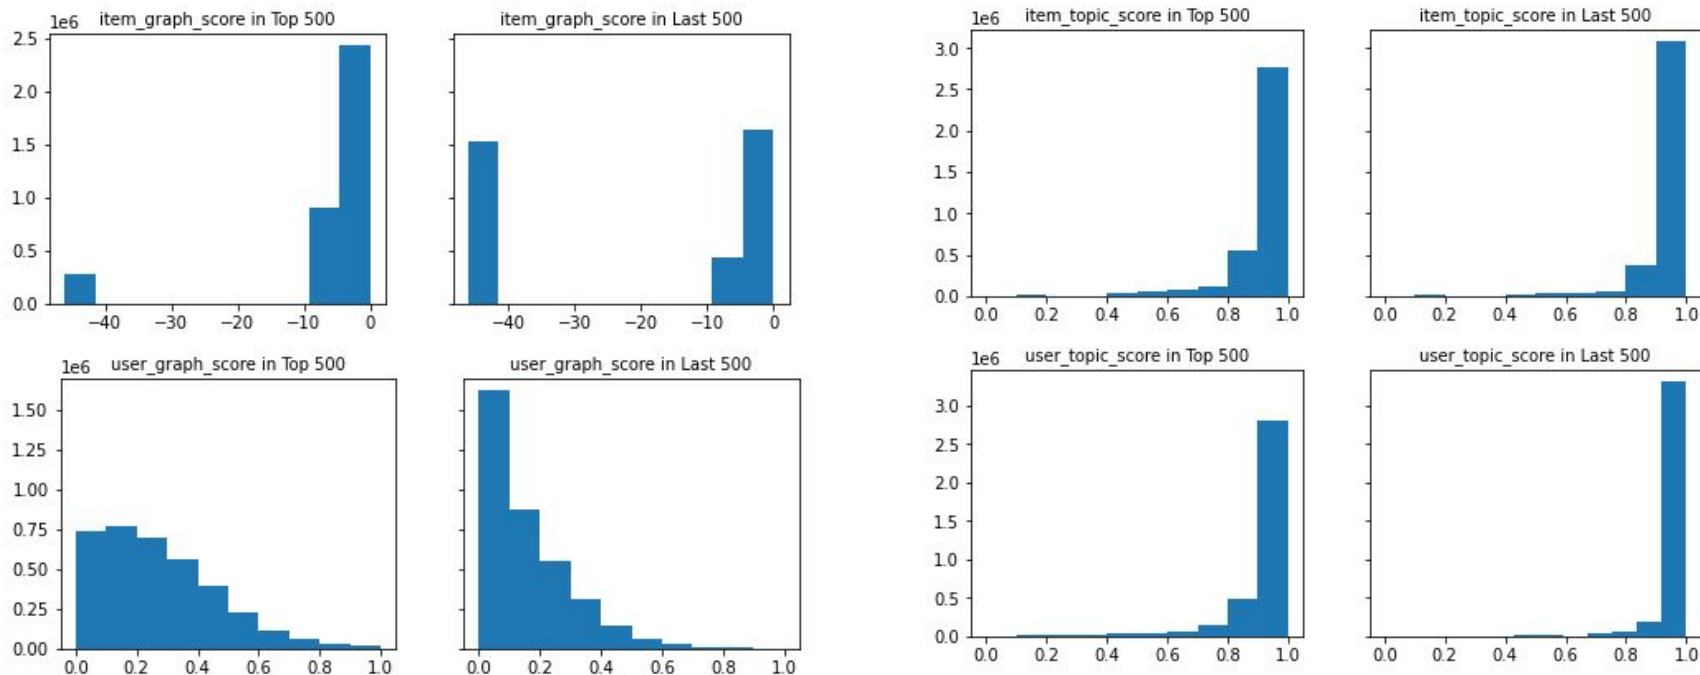 item_graph_score in Top 500
item_graph_score in Last 500
item_topic_score in Top 500
item_topic_score in Last 500
1e6
1e6
2.5
2.0
1.5
1.0
0.5
0.0
3.0
2.5
2.0
1.5
1.0
0.5
0.0
−40 −30 −20 −10 0
−40 −30 −20 −10 0
0.0 0.2 0.4 0.6 0.8 1.0
0.0 0.2 0.4 0.6 0.8 1.0
user_graph_score in Top 500
user_graph_score in Last 500
user_topic_score in Top 500
user_topic_score in Last 500
1e6
1e6
1.50
1.25
1.00
0.75
0.50
0.25
0.00
3.0
2.5
2.0
1.5
1.0
0.5
0.0
0.0 0.2 0.4 0.6 0.8 1.0
0.0 0.2 0.4 0.6 0.8 1.0
0.0 0.2 0.4 0.6 0.8 1.0
0.0 0.2 0.4 0.6 0.8 1.0